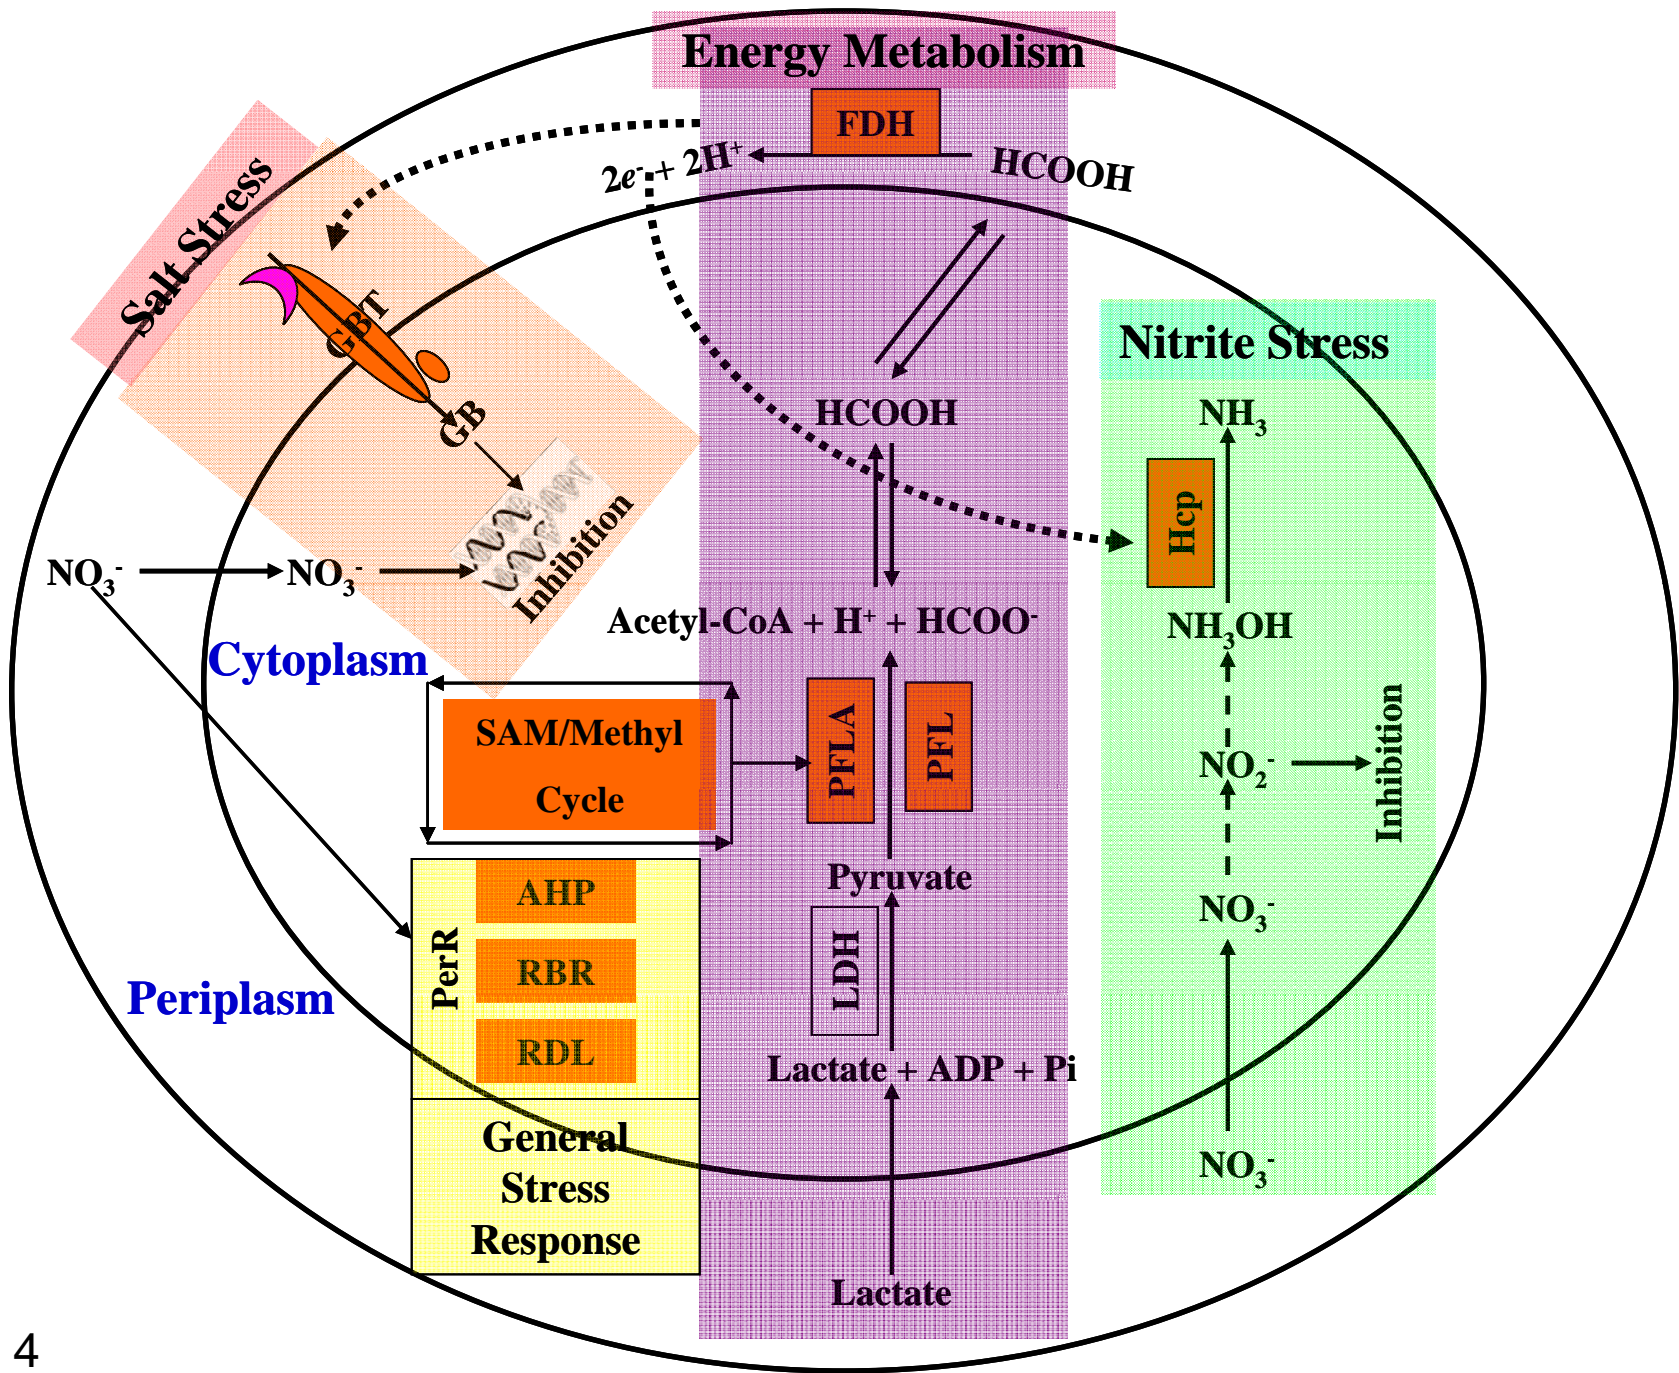 Energy Metabolism
FDH
2e⁻ + 2H⁺
HCOOH
Salt Stress
GBT
GB
Inhibition
NO₃⁻
NO₃⁻
Cytoplasm
Periplasm
HCOOH
Acetyl-CoA + H⁺ + HCOO⁻
SAM/Methyl
Cycle
PFLA
PFL
Pyruvate
LDH
Lactate + ADP + Pi
Lactate
PerR
AHP
RBR
RDL
General
Stress
Response
Nitrite Stress
NH₃
Hcp
NH₃OH
NO₂⁻
Inhibition
NO₃⁻
NO₃⁻
4